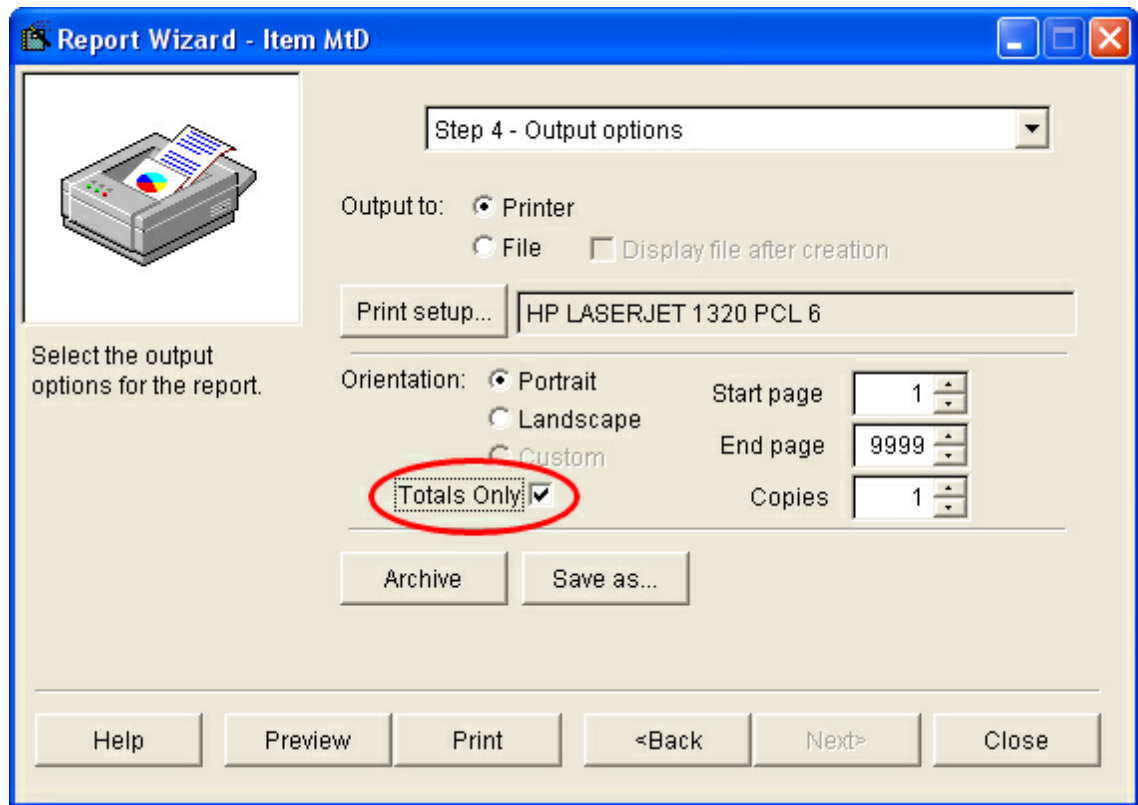 Report Wizard - Item MtD
Step 4 - Output options
Output to: Printer
File Display file after creation
Print setup... HP LASERJET 1320 PCL 6
Select the output
options for the report.
Orientation: Portrait
Landscape
Custom
Totals Only
Start page 1
End page 9999
Copies 1
Archive Save as...
Help Preview Print <Back Next> Close